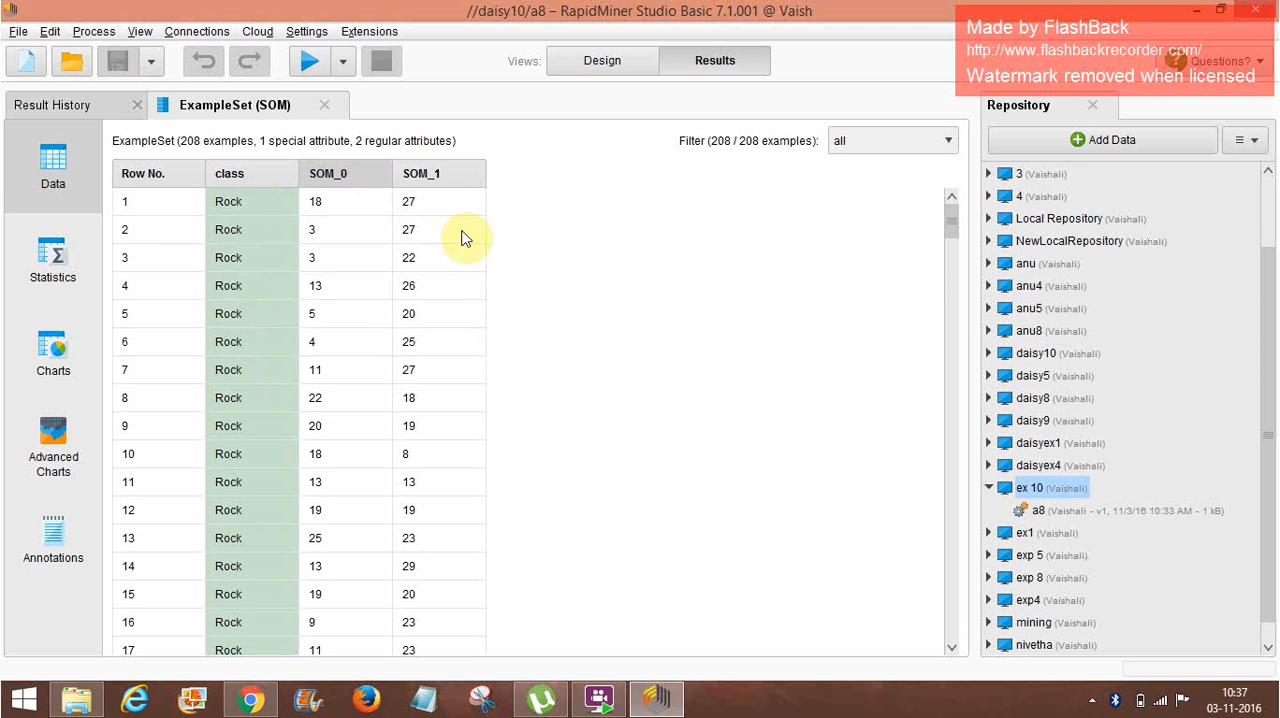 //daisy10/a8 – RapidMiner Studio Basic 7.1.001 @ Vaish
Made by FlashBack
http://www.flashbackrecorder.com/
Watermark removed when licensed
File Edit Process View Connections Cloud Settings Extensions
Views: Design Results
Questions?
Result History
ExampleSet (SOM)
Repository
Data
Statistics
Charts
Advanced
Charts
Annotations
ExampleSet (208 examples, 1 special attribute, 2 regular attributes)
Filter (208 / 208 examples): all
Row No. class SOM_0 SOM_1
1 Rock 18 27
2 Rock 3 27
3 Rock 3 22
4 Rock 13 26
5 Rock 5 20
6 Rock 4 25
7 Rock 11 27
8 Rock 22 18
9 Rock 20 19
10 Rock 18 8
11 Rock 13 13
12 Rock 19 19
13 Rock 25 23
14 Rock 13 29
15 Rock 19 20
16 Rock 9 23
17 Rock 11 23
Add Data
3 (Vaishali)
4 (Vaishali)
Local Repository (Vaishali)
NewLocalRepository (Vaishali)
anu (Vaishali)
anu4 (Vaishali)
anu5 (Vaishali)
anu8 (Vaishali)
daisy10 (Vaishali)
daisy5 (Vaishali)
daisy8 (Vaishali)
daisy9 (Vaishali)
daisyex1 (Vaishali)
daisyex4 (Vaishali)
ex 10 (Vaishali)
a8 (Vaishali – v1, 11/3/16 10:33 AM – 1 kB)
ex1 (Vaishali)
exp 5 (Vaishali)
exp 8 (Vaishali)
exp4 (Vaishali)
mining (Vaishali)
nivetha (Vaishali)
10:37
03-11-2016